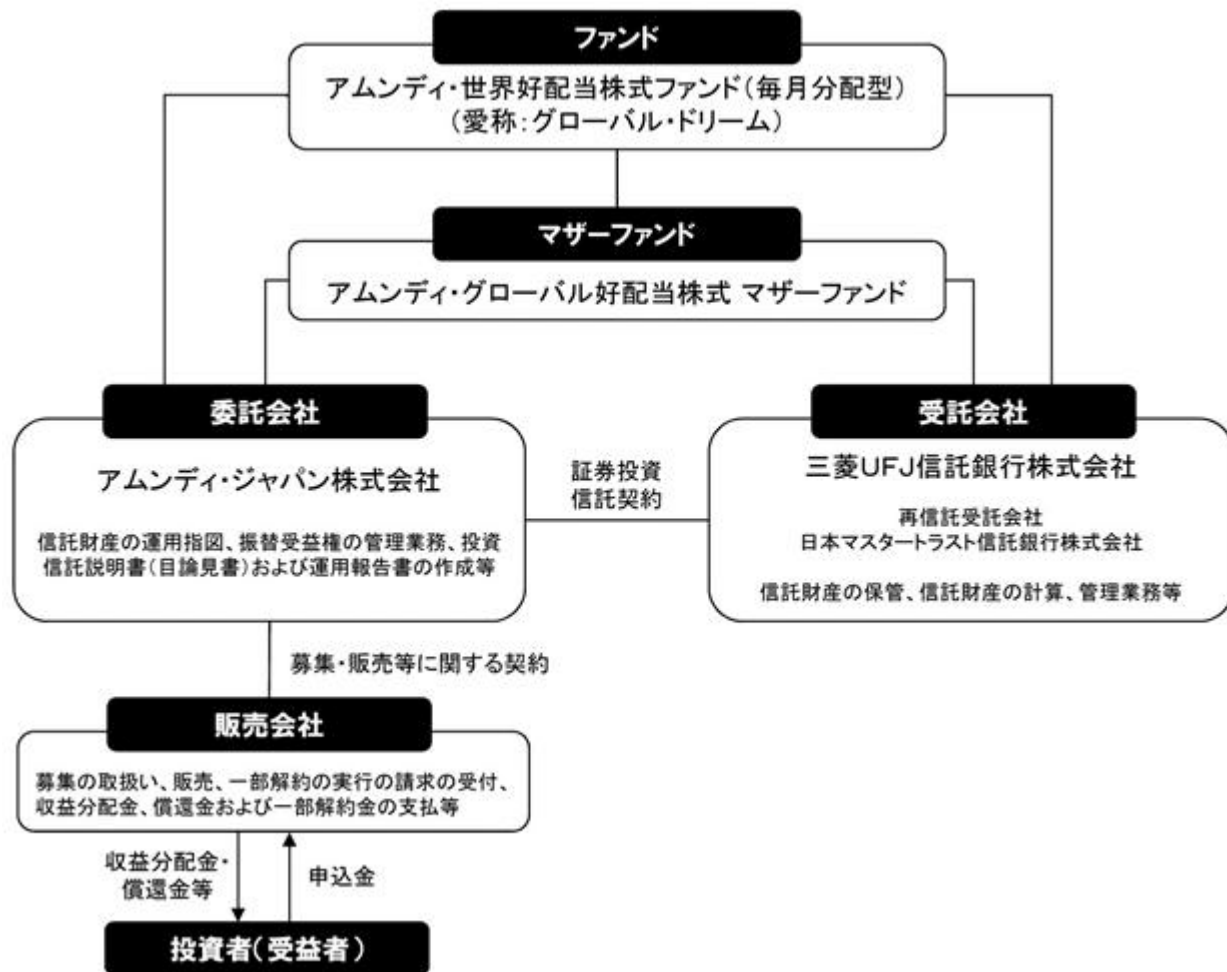 ファンド
アムンディ・世界好配当株式ファンド(毎月分配型)
(愛称:グローバル・ドリーム)
マザーファンド
アムンディ・グローバル好配当株式 マザーファンド
委託会社
アムンディ・ジャパン株式会社
信託財産の運用指図、振替受益権の管理業務、投資
信託説明書(目論見書)および運用報告書の作成等
証券投資
信託契約
受託会社
三菱UFJ信託銀行株式会社
再信託受託会社
日本マスタートラスト信託銀行株式会社
信託財産の保管、信託財産の計算、管理業務等
募集・販売等に関する契約
販売会社
募集の取扱い、販売、一部解約の実行の請求の受付、
収益分配金、償還金および一部解約金の支払等
収益分配金・
償還金等
申込金
投資者(受益者)